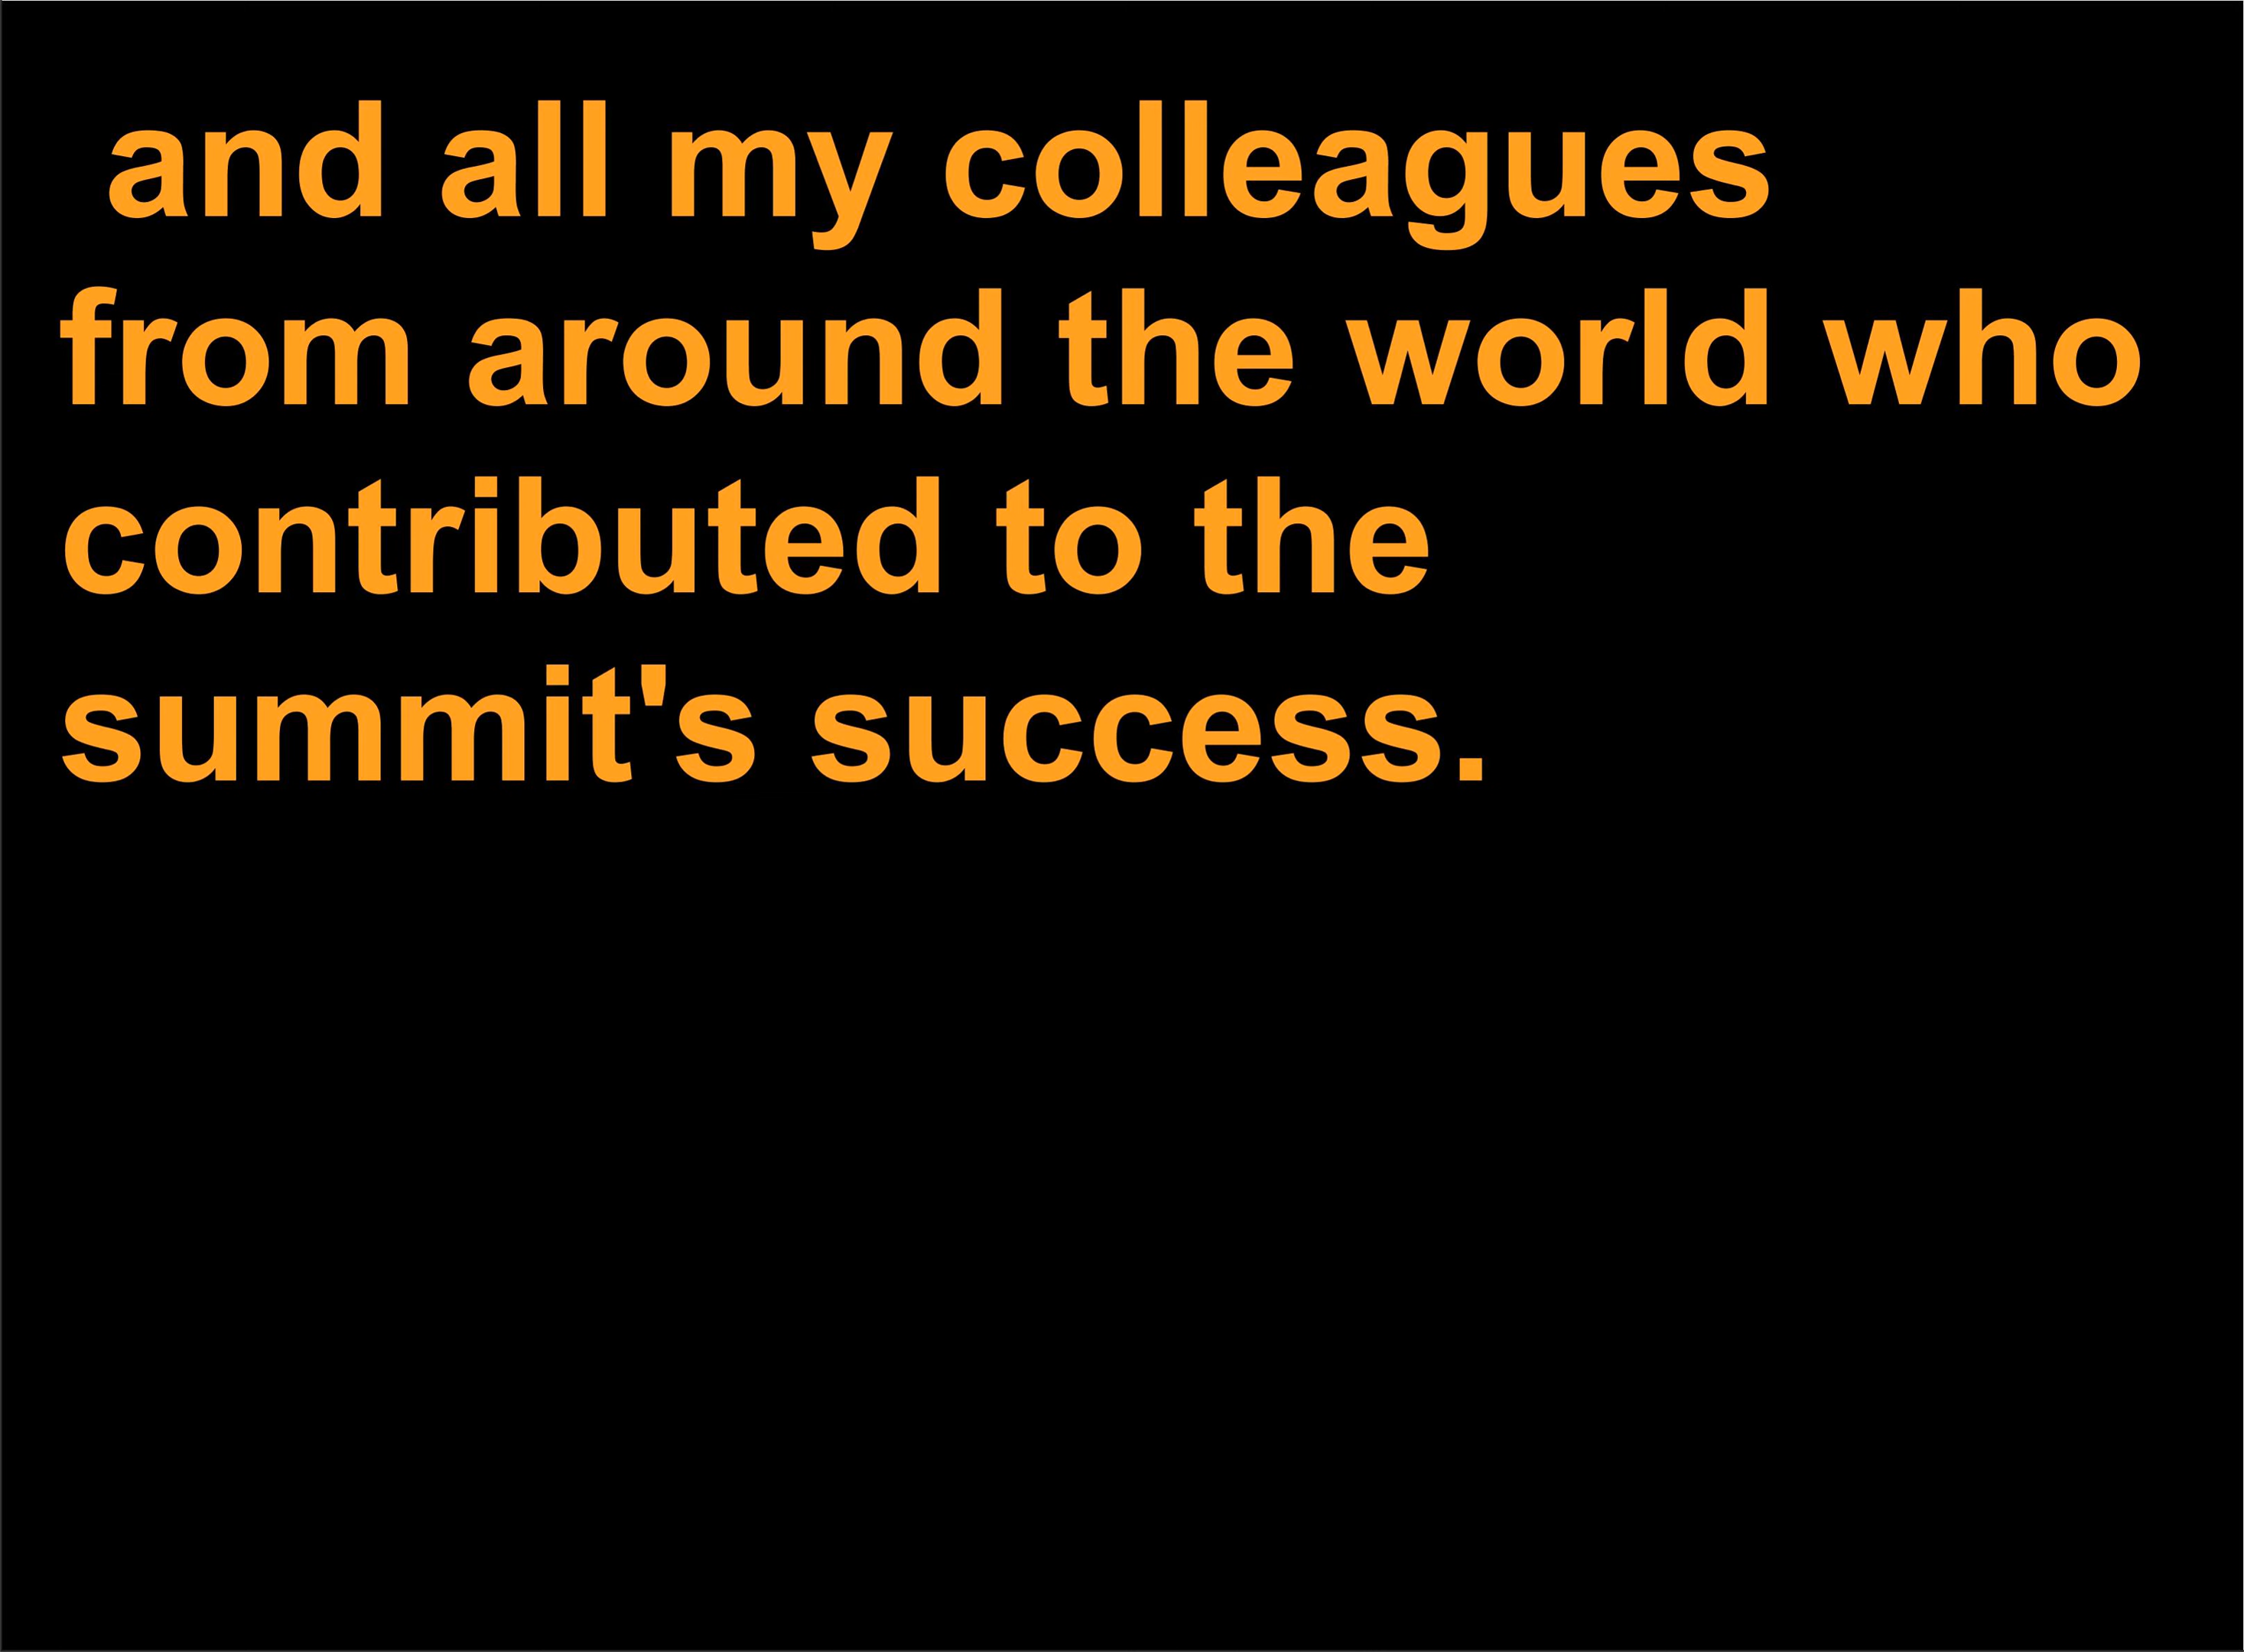 and all my colleagues
from around the world who
contributed to the
summit's success.